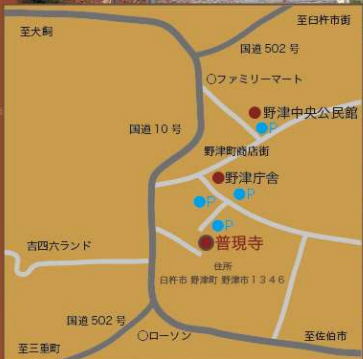 至犬飼
至臼杵市街
国道502号
○ファミリーマート
野津中央公民館
P
国道10号
野津町商店街
野津庁舎
P
P
P
普現寺
吉四六ランド
住所
臼杵市 野津町 野津市1346
国道502号
○ローソン
至三重町
至佐伯市